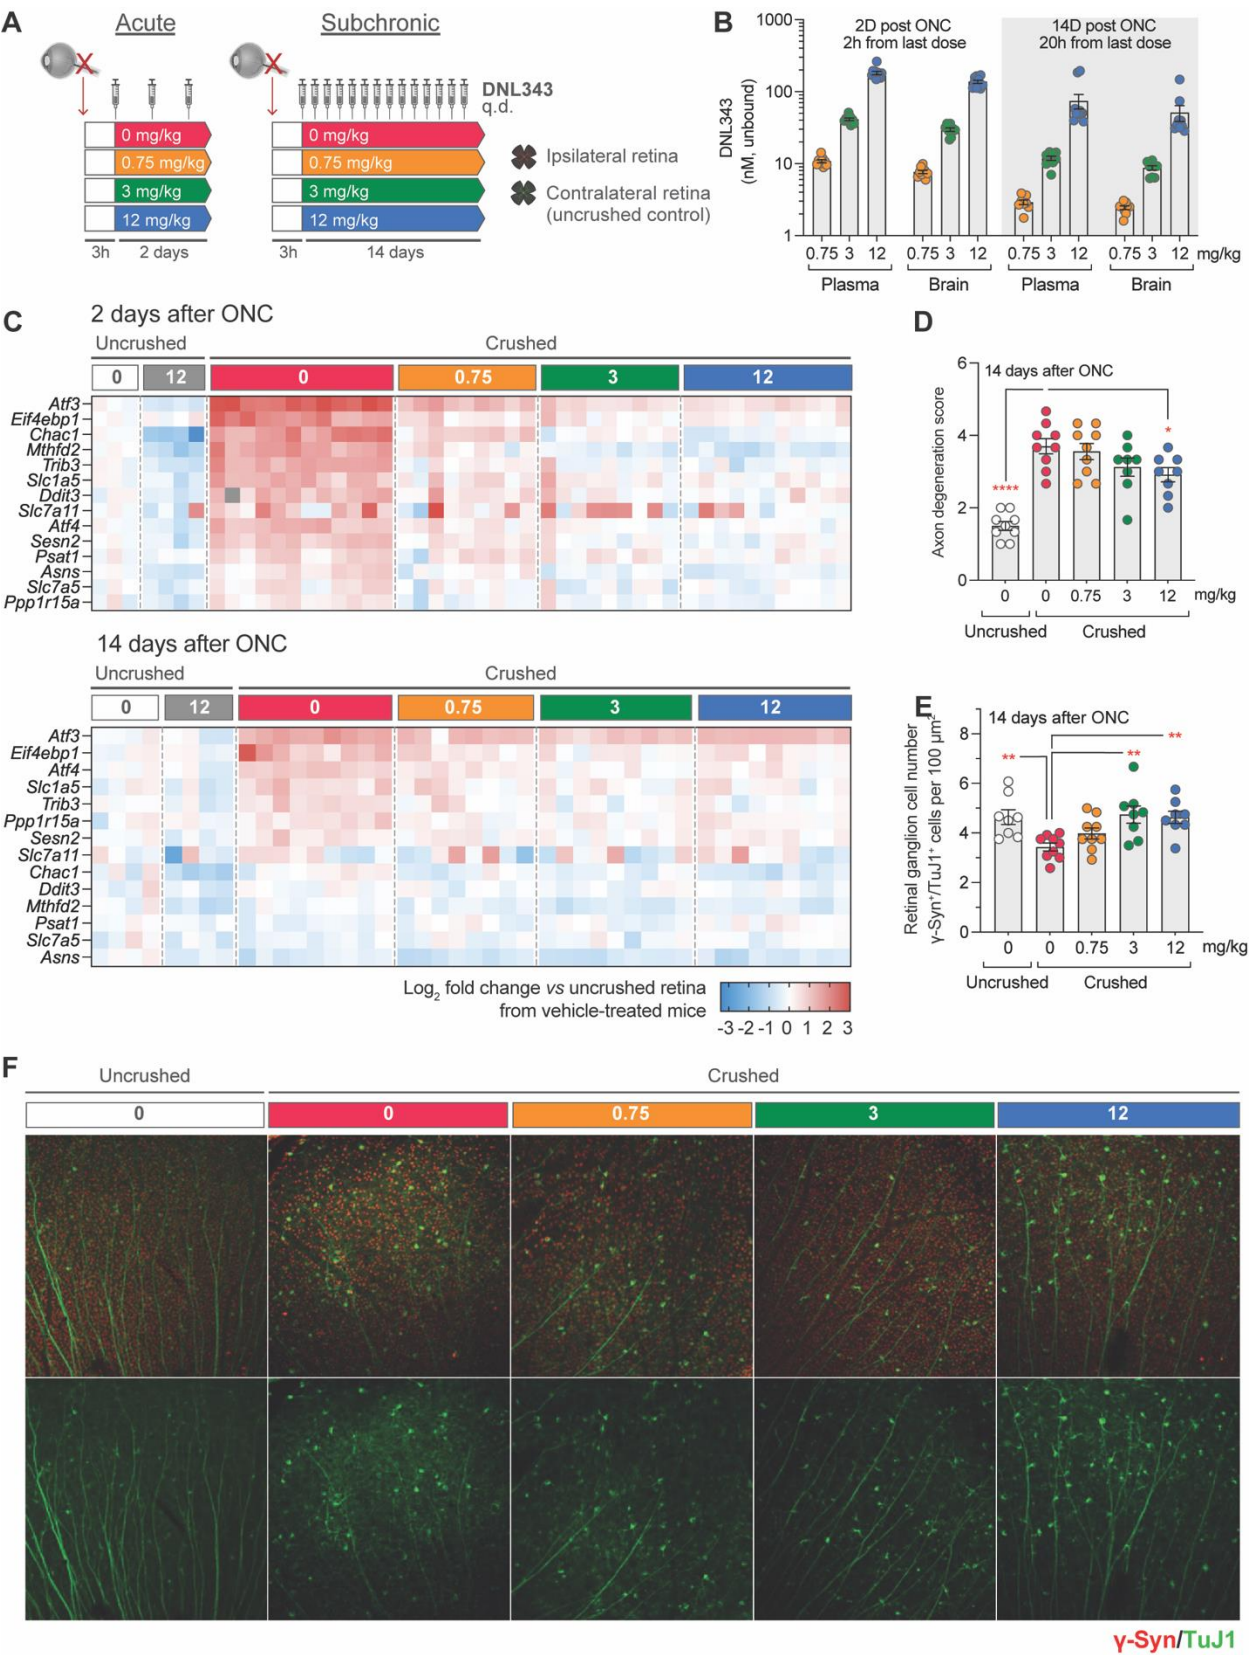 A
Acute
Subchronic
DNL343
q.d.
0 mg/kg
0.75 mg/kg
3 mg/kg
12 mg/kg
3h
2 days
0 mg/kg
0.75 mg/kg
3 mg/kg
12 mg/kg
3h
14 days
Ipsilateral retina
Contralateral retina
(uncrushed control)
B
DNL343
(nM, unbound)
1000
100
10
1
2D post ONC
2h from last dose
14D post ONC
20h from last dose
0.75 3 12 0.75 3 12 0.75 3 12 0.75 3 12 mg/kg
Plasma Brain Plasma Brain
C
2 days after ONC
Uncrushed Crushed
0 12 0 0.75 3 12
Atf3
Eif4ebp1
Chac1
Mthfd2
Trib3
Slc1a5
Ddit3
Slc7a11
Atf4
Sesn2
Psat1
Asns
Slc7a5
Ppp1r15a
14 days after ONC
Uncrushed Crushed
0 12 0 0.75 3 12
Atf3
Eif4ebp1
Atf4
Slc1a5
Trib3
Ppp1r15a
Sesn2
Slc7a11
Chac1
Ddit3
Mthfd2
Psat1
Slc7a5
Asns
Log2 fold change vs uncrushed retina
from vehicle-treated mice
-3 -2 -1 0 1 2 3
D
Axon degeneration score
6
4
2
0
14 days after ONC
****
*
0 0 0.75 3 12 mg/kg
Uncrushed Crushed
E
Retinal ganglion cell number
γ-Syn+/TuJ1+ cells per 100 μm2
8
6
4
2
0
14 days after ONC
**
**
**
0 0 0.75 3 12 mg/kg
Uncrushed Crushed
F
Uncrushed Crushed
0 0 0.75 3 12
γ-Syn/TuJ1